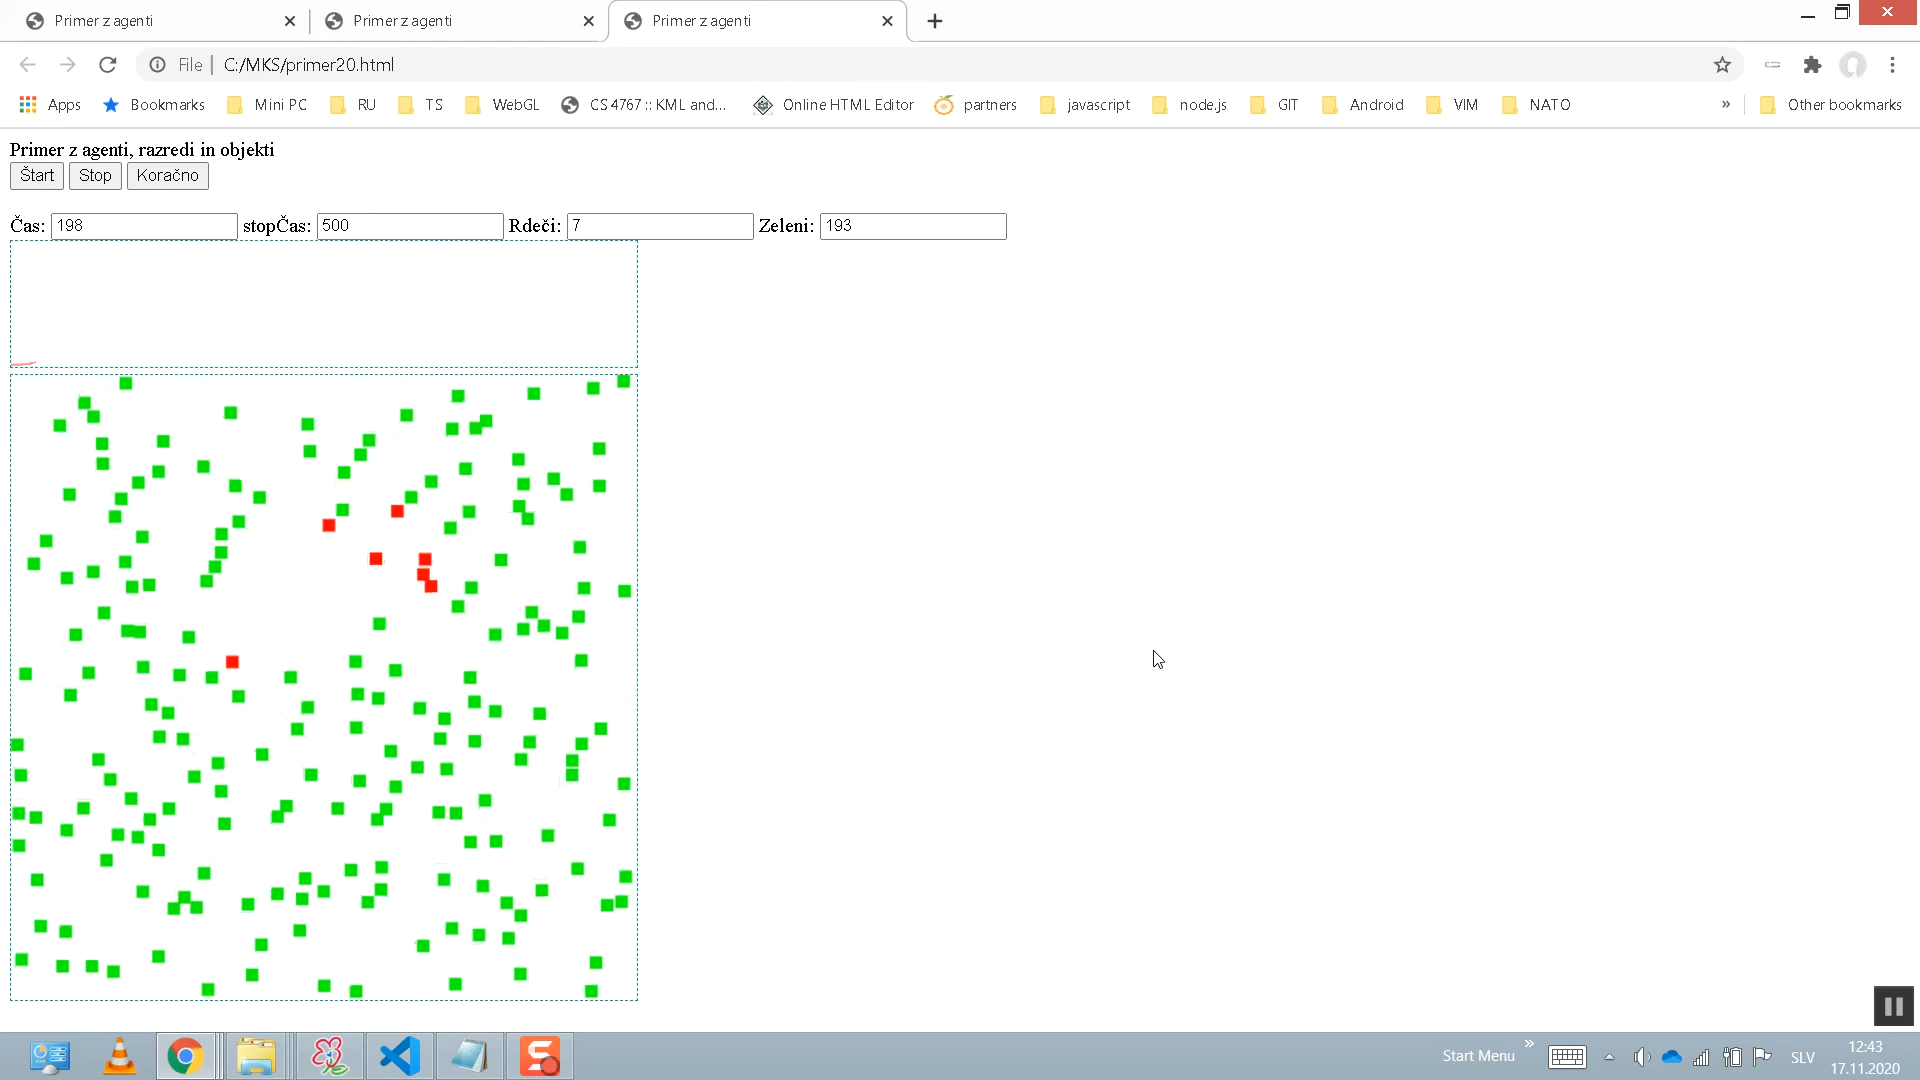 Primer z agenti
Primer z agenti
Primer z agenti
File | C:/MKS/primer20.html
Apps Bookmarks Mini PC RU TS WebGL CS 4767 :: KML and... Online HTML Editor partners javascript node.js GIT Android VIM NATO » Other bookmarks
Primer z agenti, razredi in objekti
Štart Stop Koračno
Čas: 198 stopČas: 500 Rdeči: 7 Zeleni: 193
Start Menu » SLV 12:43
17.11.2020